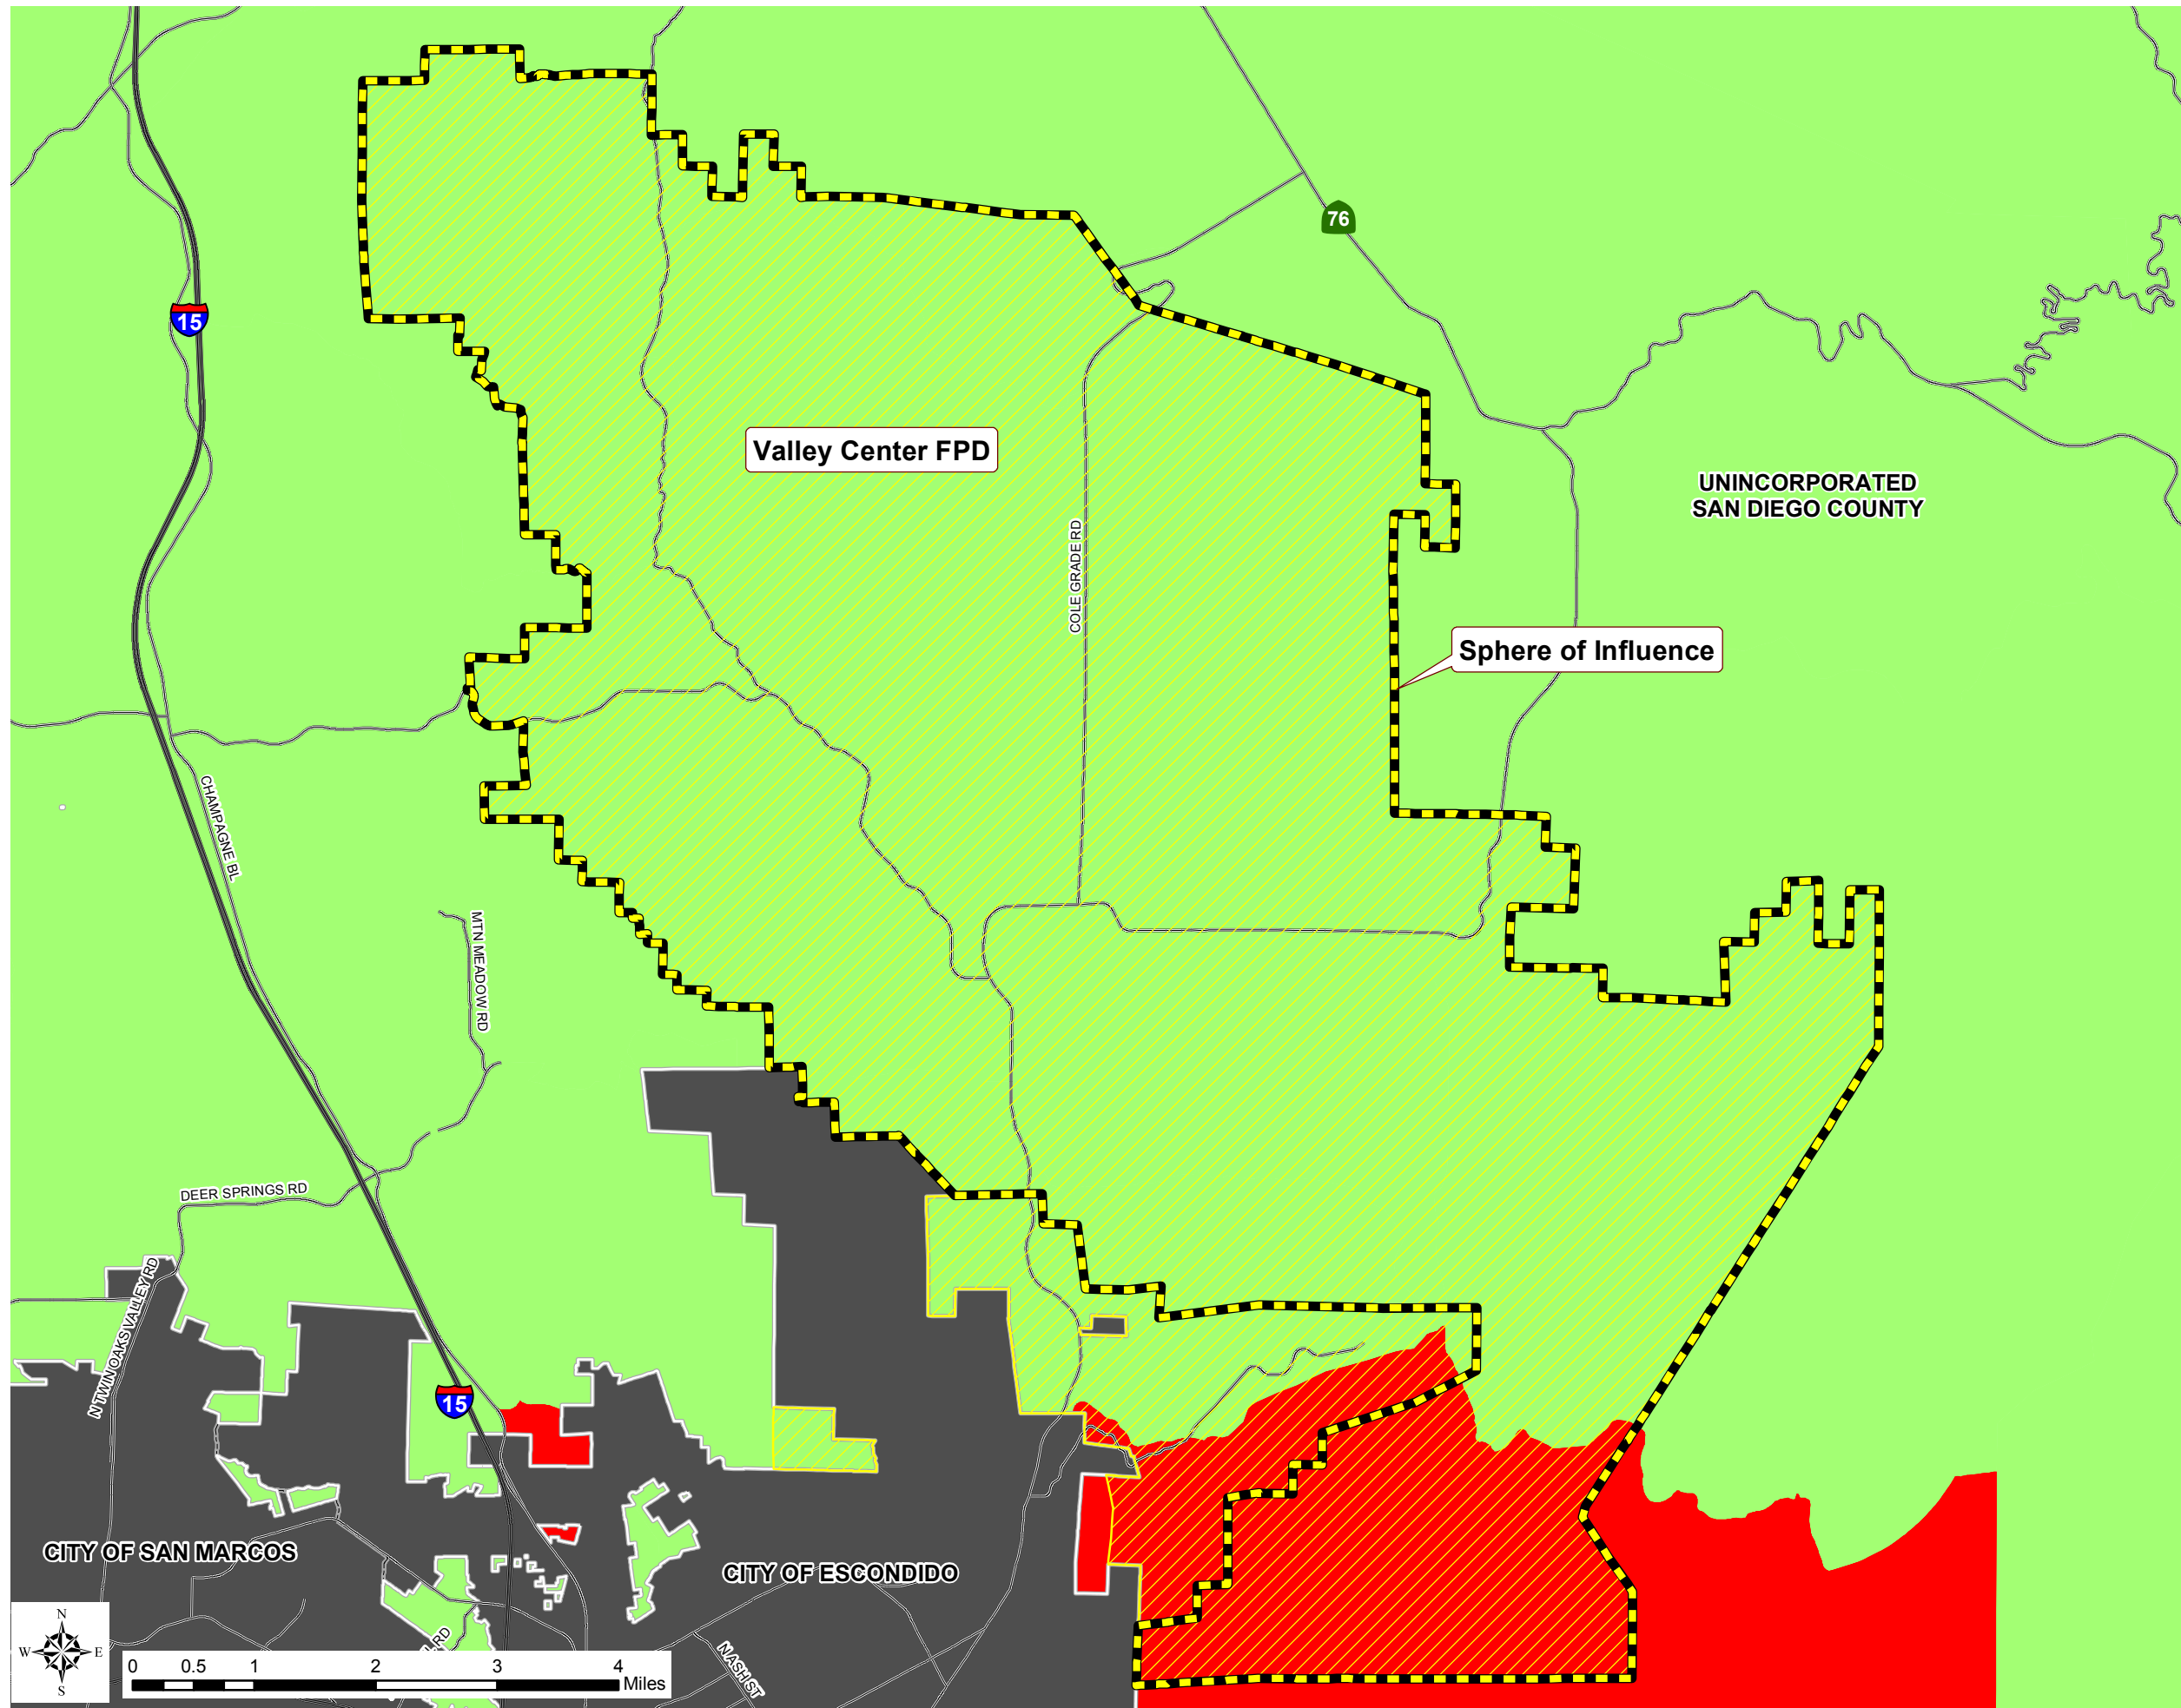 76
15
Valley Center FPD
UNINCORPORATED
SAN DIEGO COUNTY
COLE GRADE RD
Sphere of Influence
CHAMPAGNE BL
MTN MEADOW RD
DEER SPRINGS RD
N TWIN OAKS VALLEY RD
15
CITY OF SAN MARCOS
CITY OF ESCONDIDO
N
W E
S
RD
NASH ST
0 0.5 1 2 3 4
Miles